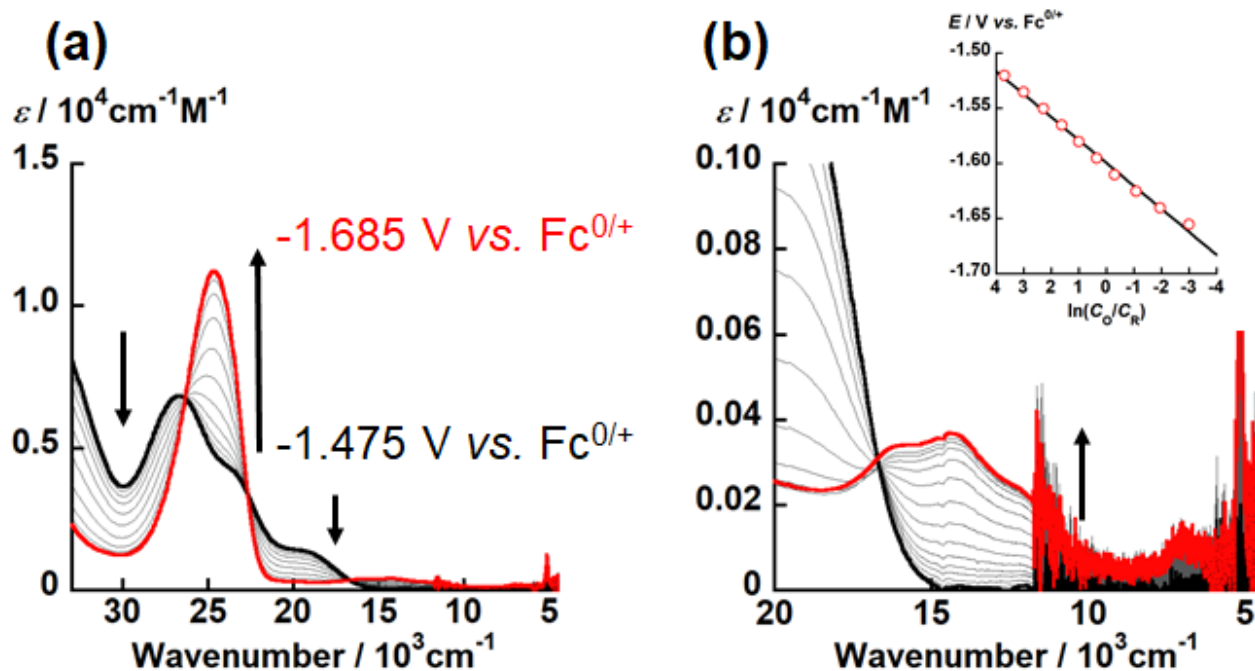 (a)
ε / 10⁴cm⁻¹M⁻¹
1.5
1.0
0.5
0
30 25 20 15 10 5
Wavenumber / 10³cm⁻¹
-1.685 V vs. Fc⁰/⁺
-1.475 V vs. Fc⁰/⁺
(b)
ε / 10⁴cm⁻¹M⁻¹
0.10
0.08
0.06
0.04
0.02
0
20 15 10 5
Wavenumber / 10³cm⁻¹
E / V vs. Fc⁰/⁺
-1.50
-1.55
-1.60
-1.65
-1.70
4 3 2 1 0 -1 -2 -3 -4
ln(C_O/C_R)